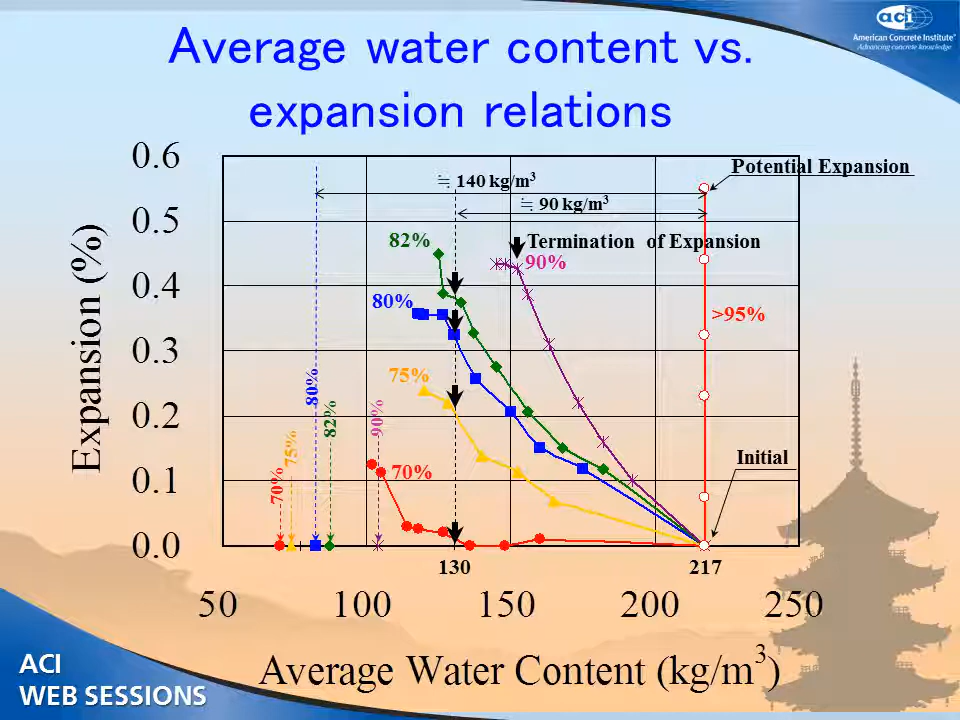 aci
American Concrete Institute®
Advancing concrete knowledge
Average water content vs.
expansion relations
0.6
0.5
0.4
0.3
0.2
0.1
0.0
Expansion (%)
Potential Expansion
≒ 140 kg/m³
≒ 90 kg/m³
82%
Termination of Expansion
90%
80%
>95%
75%
70%
Initial
70%
75%
80%
82%
90%
130
217
50
100
150
200
250
Average Water Content (kg/m³)
ACI
WEB SESSIONS